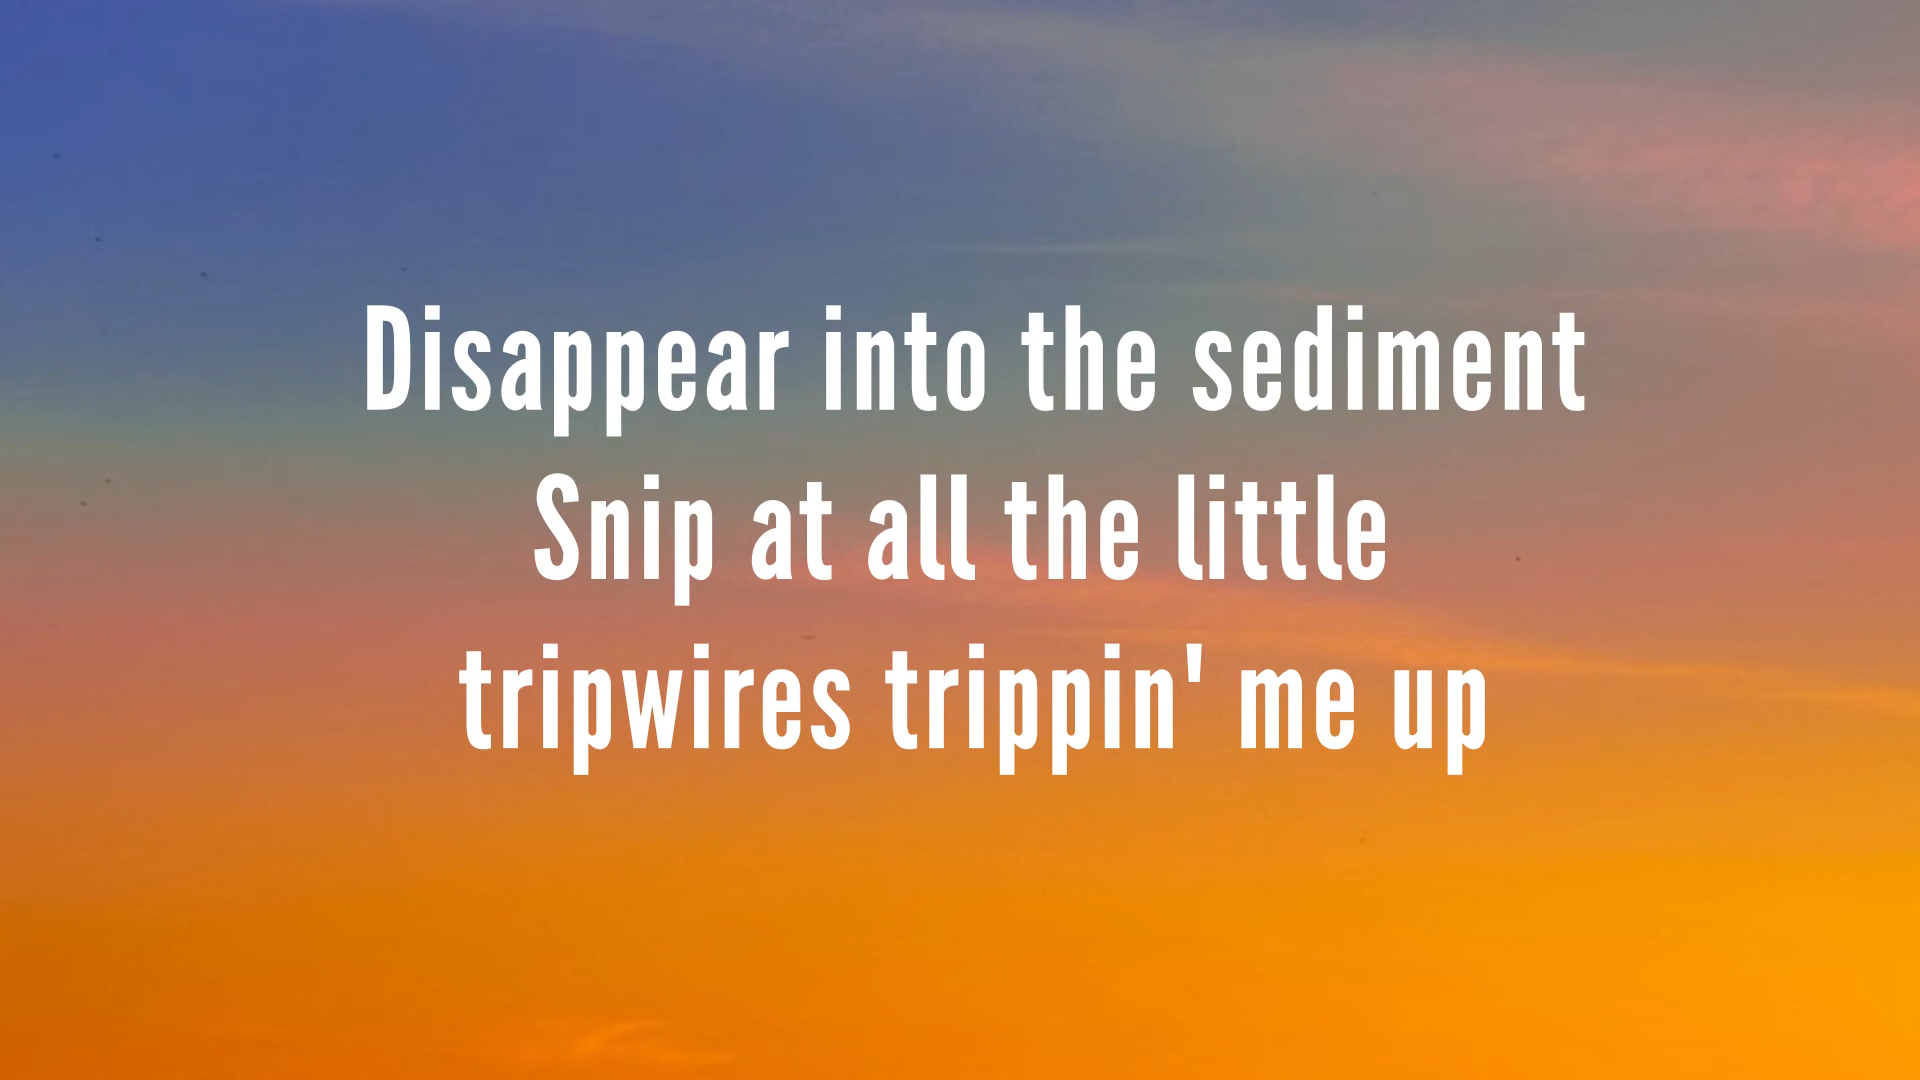 Disappear into the sediment
Snip at all the little
tripwires trippin' me up